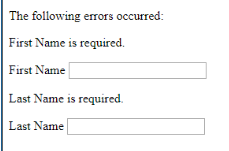 The following errors occurred:
First Name is required.
First Name
Last Name is required.
Last Name